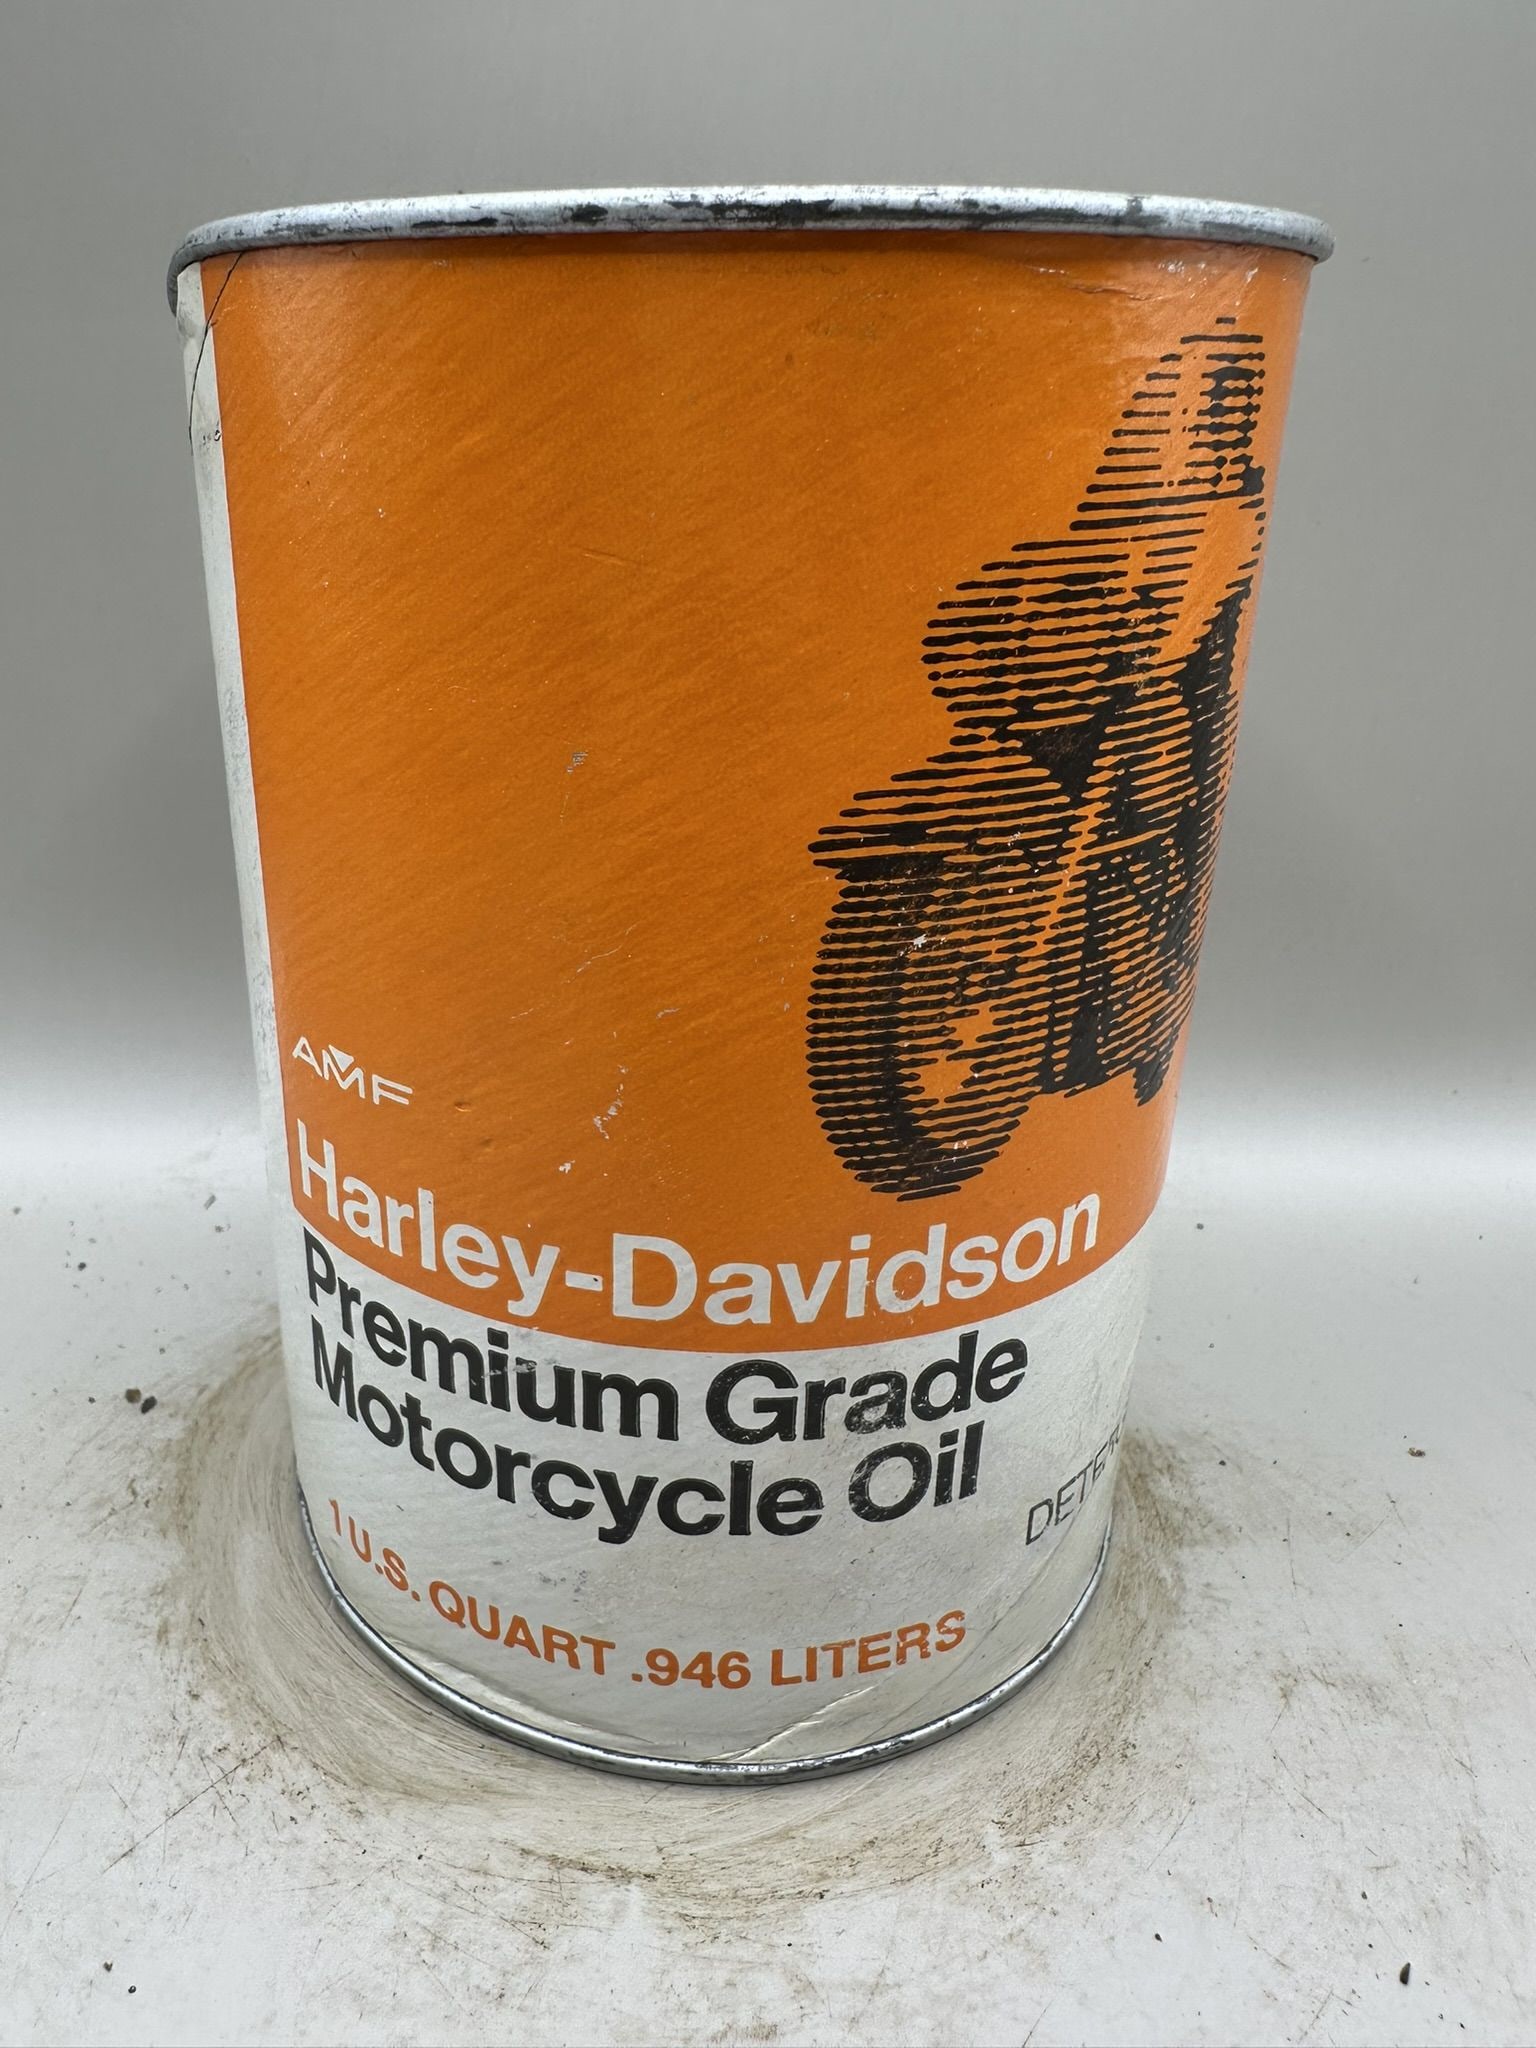 AMF
Harley-Davidson
Premium Grade
Motorcycle Oil
1 U.S. QUART .946 LITERS